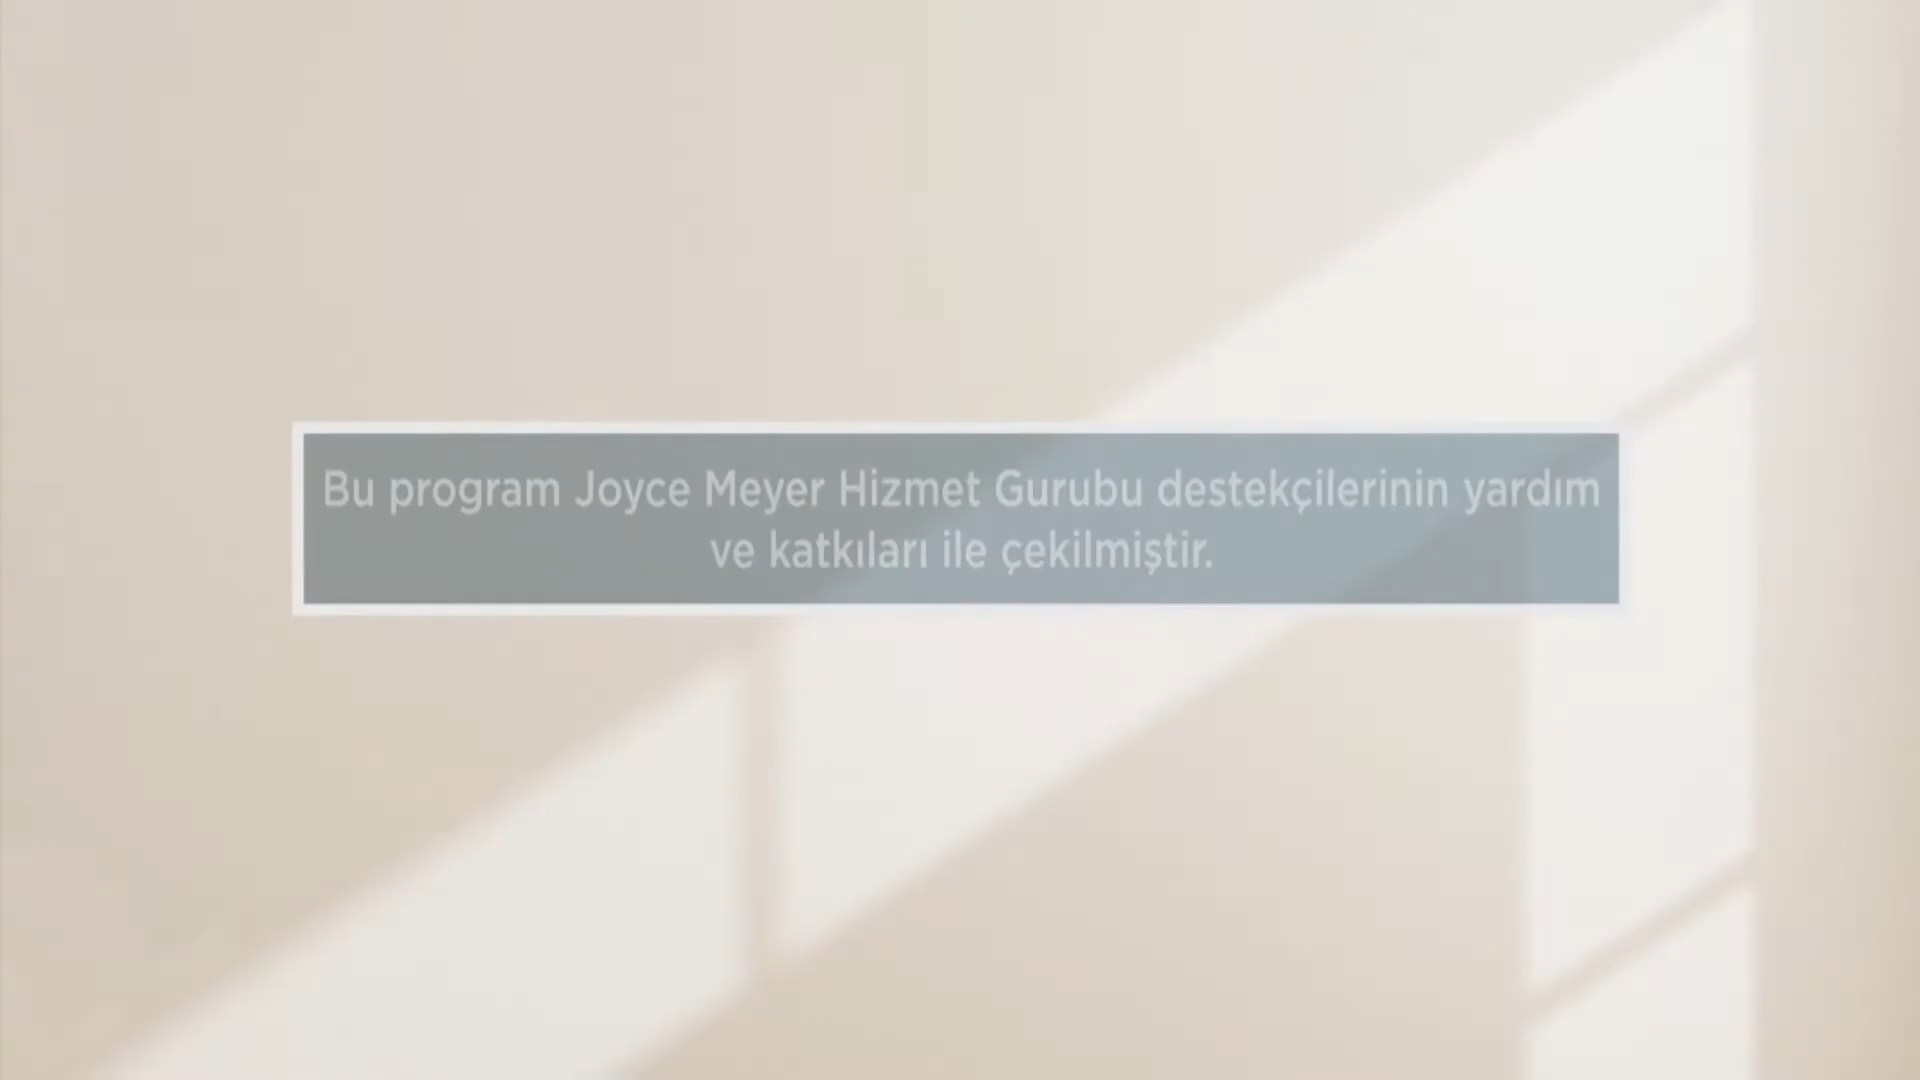 Bu program Joyce Meyer Hizmet Gurubu destekçilerinin yardım
ve katkıları ile çekilmiştir.